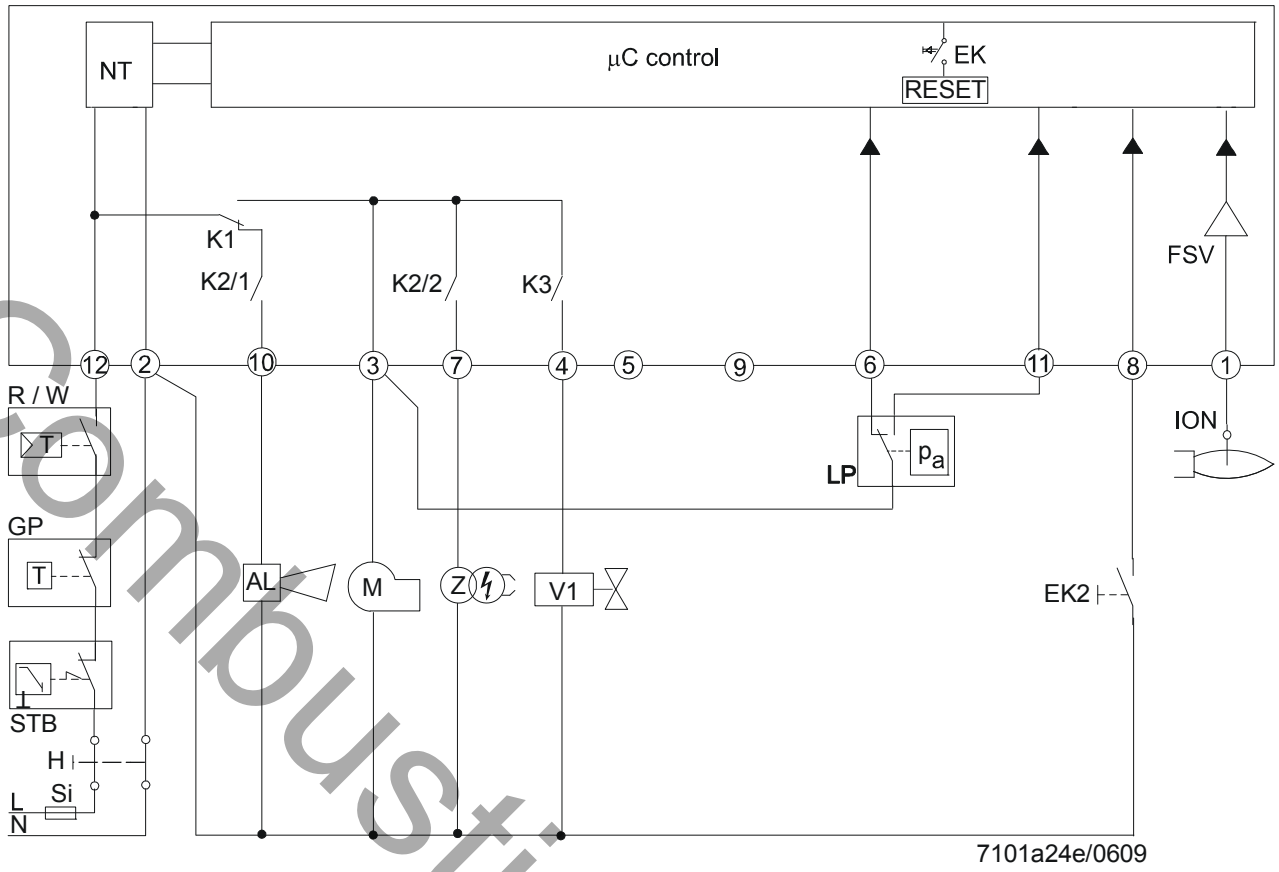 NT
μC control
EK
RESET
FSV
K1
K2/1
K2/2
K3
12
2
10
3
7
4
5
9
6
11
8
1
R / W
T
ION
LP
pa
GP
T
AL
M
Z
V1
EK2
STB
H
Si
L
N
7101a24e/0609
Combusti